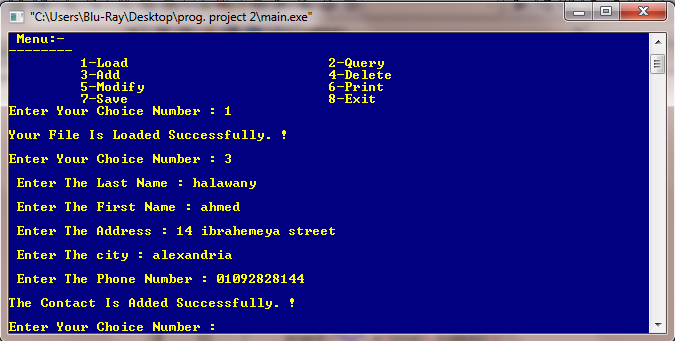 "C:\Users\Blu-Ray\Desktop\prog. project 2\main.exe"
Menu:-
--------
1-Load 2-Query
3-Add 4-Delete
5-Modify 6-Print
7-Save 8-Exit
Enter Your Choice Number : 1
Your File Is Loaded Successfully. !
Enter Your Choice Number : 3
Enter The Last Name : halawany
Enter The First Name : ahmed
Enter The Address : 14 ibrahemeya street
Enter The city : alexandria
Enter The Phone Number : 01092828144
The Contact Is Added Successfully. !
Enter Your Choice Number :